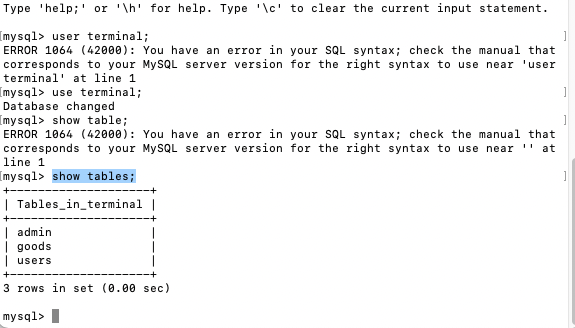 Type 'help;' or '\h' for help. Type '\c' to clear the current input statement.
[mysql> user terminal; ]
ERROR 1064 (42000): You have an error in your SQL syntax; check the manual that
corresponds to your MySQL server version for the right syntax to use near 'user
terminal' at line 1
[mysql> use terminal; ]
Database changed
[mysql> show table; ]
ERROR 1064 (42000): You have an error in your SQL syntax; check the manual that
corresponds to your MySQL server version for the right syntax to use near '' at
line 1
[mysql> show tables; ]
+--------------------+
| Tables_in_terminal |
+--------------------+
| admin              |
| goods              |
| users              |
+--------------------+
3 rows in set (0.00 sec)
mysql>